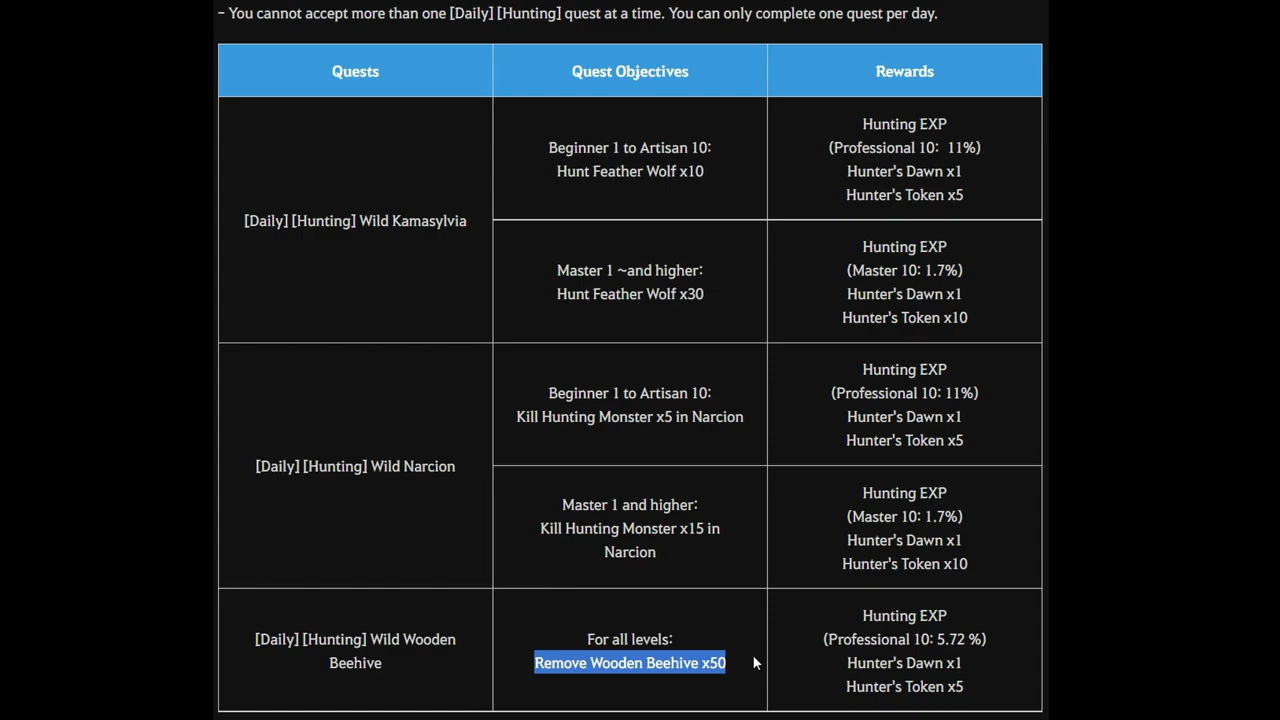 – You cannot accept more than one [Daily] [Hunting] quest at a time. You can only complete one quest per day.
Quests
Quest Objectives
Rewards
[Daily] [Hunting] Wild Kamasylvia
Beginner 1 to Artisan 10:
Hunt Feather Wolf x10
Hunting EXP
(Professional 10:  11%)
Hunter's Dawn x1
Hunter's Token x5
Master 1 ~and higher:
Hunt Feather Wolf x30
Hunting EXP
(Master 10: 1.7%)
Hunter's Dawn x1
Hunter's Token x10
[Daily] [Hunting] Wild Narcion
Beginner 1 to Artisan 10:
Kill Hunting Monster x5 in Narcion
Hunting EXP
(Professional 10: 11%)
Hunter's Dawn x1
Hunter's Token x5
Master 1 and higher:
Kill Hunting Monster x15 in
Narcion
Hunting EXP
(Master 10: 1.7%)
Hunter's Dawn x1
Hunter's Token x10
[Daily] [Hunting] Wild Wooden
Beehive
For all levels:
Remove Wooden Beehive x50
Hunting EXP
(Professional 10: 5.72 %)
Hunter's Dawn x1
Hunter's Token x5